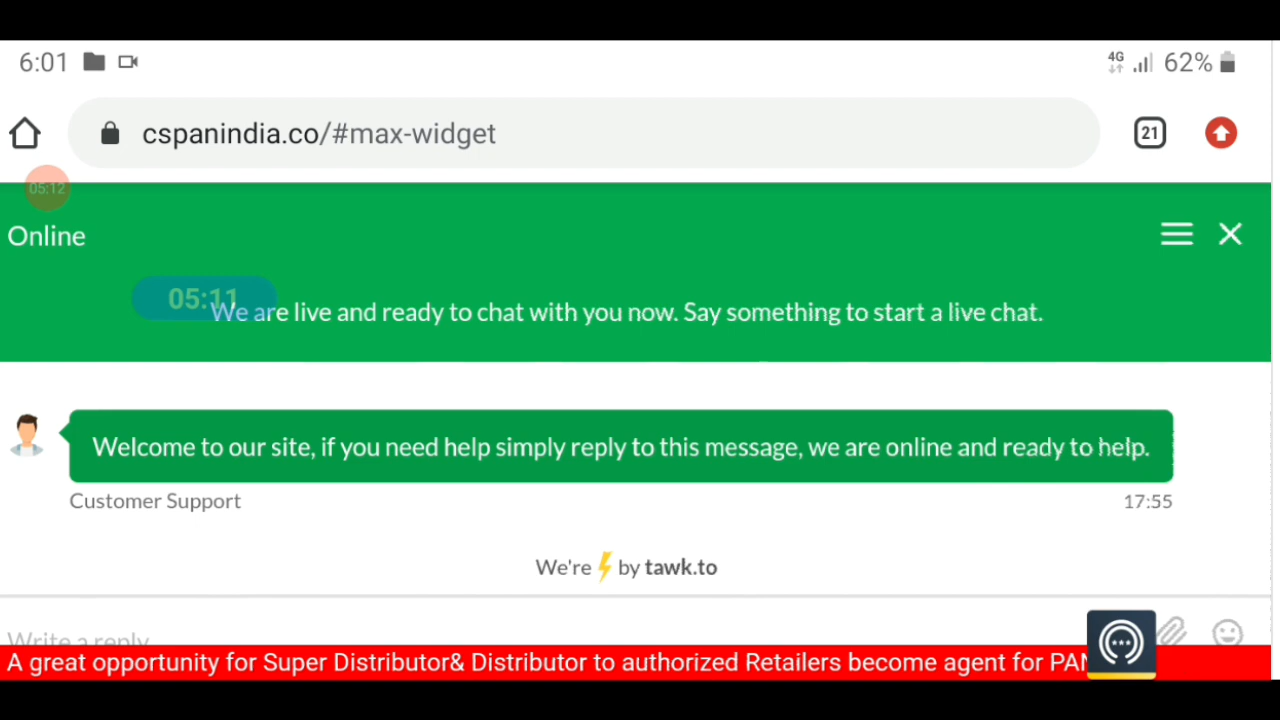 6:01
4G
62%
cspanindia.co/#max-widget
21
05:12
Online
05:11
We are live and ready to chat with you now. Say something to start a live chat.
Welcome to our site, if you need help simply reply to this message, we are online and ready to help.
Customer Support
17:55
We're by tawk.to
Write a reply
A great opportunity for Super Distributor& Distributor to authorized Retailers become agent for PAN